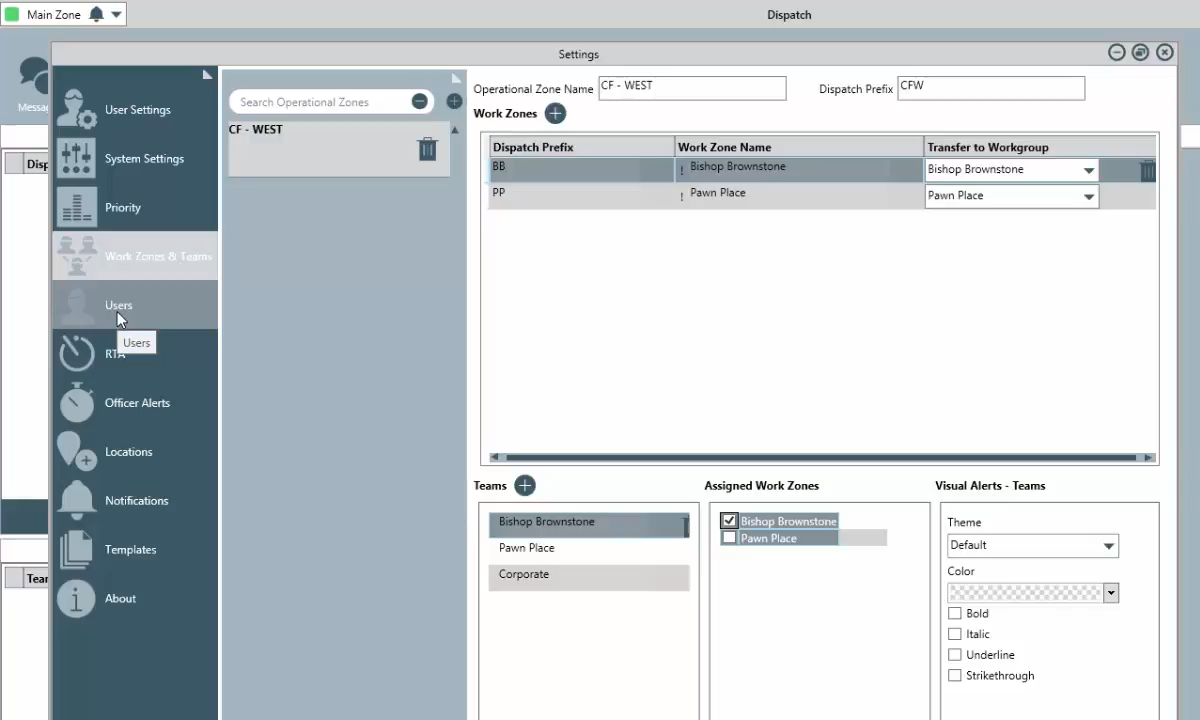 Main Zone
Dispatch
Settings
User Settings
System Settings
Priority
Work Zones & Teams
Users
Users
RTA
Officer Alerts
Locations
Notifications
Templates
About
Search Operational Zones
CF - WEST
Operational Zone Name
CF - WEST
Dispatch Prefix
CFW
Work Zones
Dispatch Prefix
Work Zone Name
Transfer to Workgroup
BB
! Bishop Brownstone
Bishop Brownstone
PP
! Pawn Place
Pawn Place
Teams
Bishop Brownstone
Pawn Place
Corporate
Assigned Work Zones
Bishop Brownstone
Pawn Place
Visual Alerts - Teams
Theme
Default
Color
Bold
Italic
Underline
Strikethrough